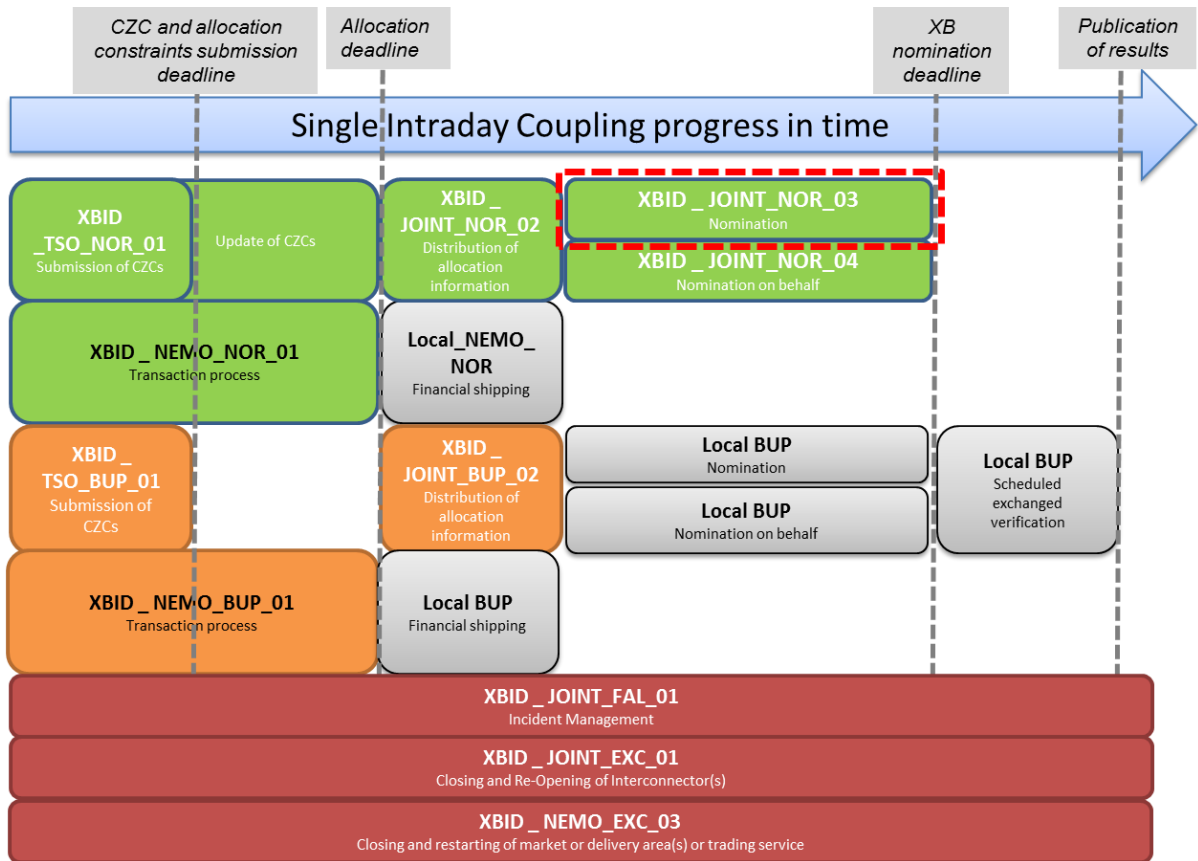 CZC and allocation
constraints submission
deadline
Allocation
deadline
XB
nomination
deadline
Publication
of results
Single Intraday Coupling progress in time
XBID
_TSO_NOR_01
Submission of CZCs
Update of CZCs
XBID _
JOINT_NOR_02
Distribution of
allocation
information
XBID _ JOINT_NOR_03
Nomination
XBID _ JOINT_NOR_04
Nomination on behalf
XBID _ NEMO_NOR_01
Transaction process
Local_NEMO_
NOR
Financial shipping
XBID _
TSO_BUP_01
Submission of
CZCs
XBID _
JOINT_BUP_02
Distribution of
allocation
information
Local BUP
Nomination
Local BUP
Nomination on behalf
Local BUP
Scheduled
exchanged
verification
XBID _ NEMO_BUP_01
Transaction process
Local BUP
Financial shipping
XBID _ JOINT_FAL_01
Incident Management
XBID _ JOINT_EXC_01
Closing and Re-Opening of Interconnector(s)
XBID _ NEMO_EXC_03
Closing and restarting of market or delivery area(s) or trading service